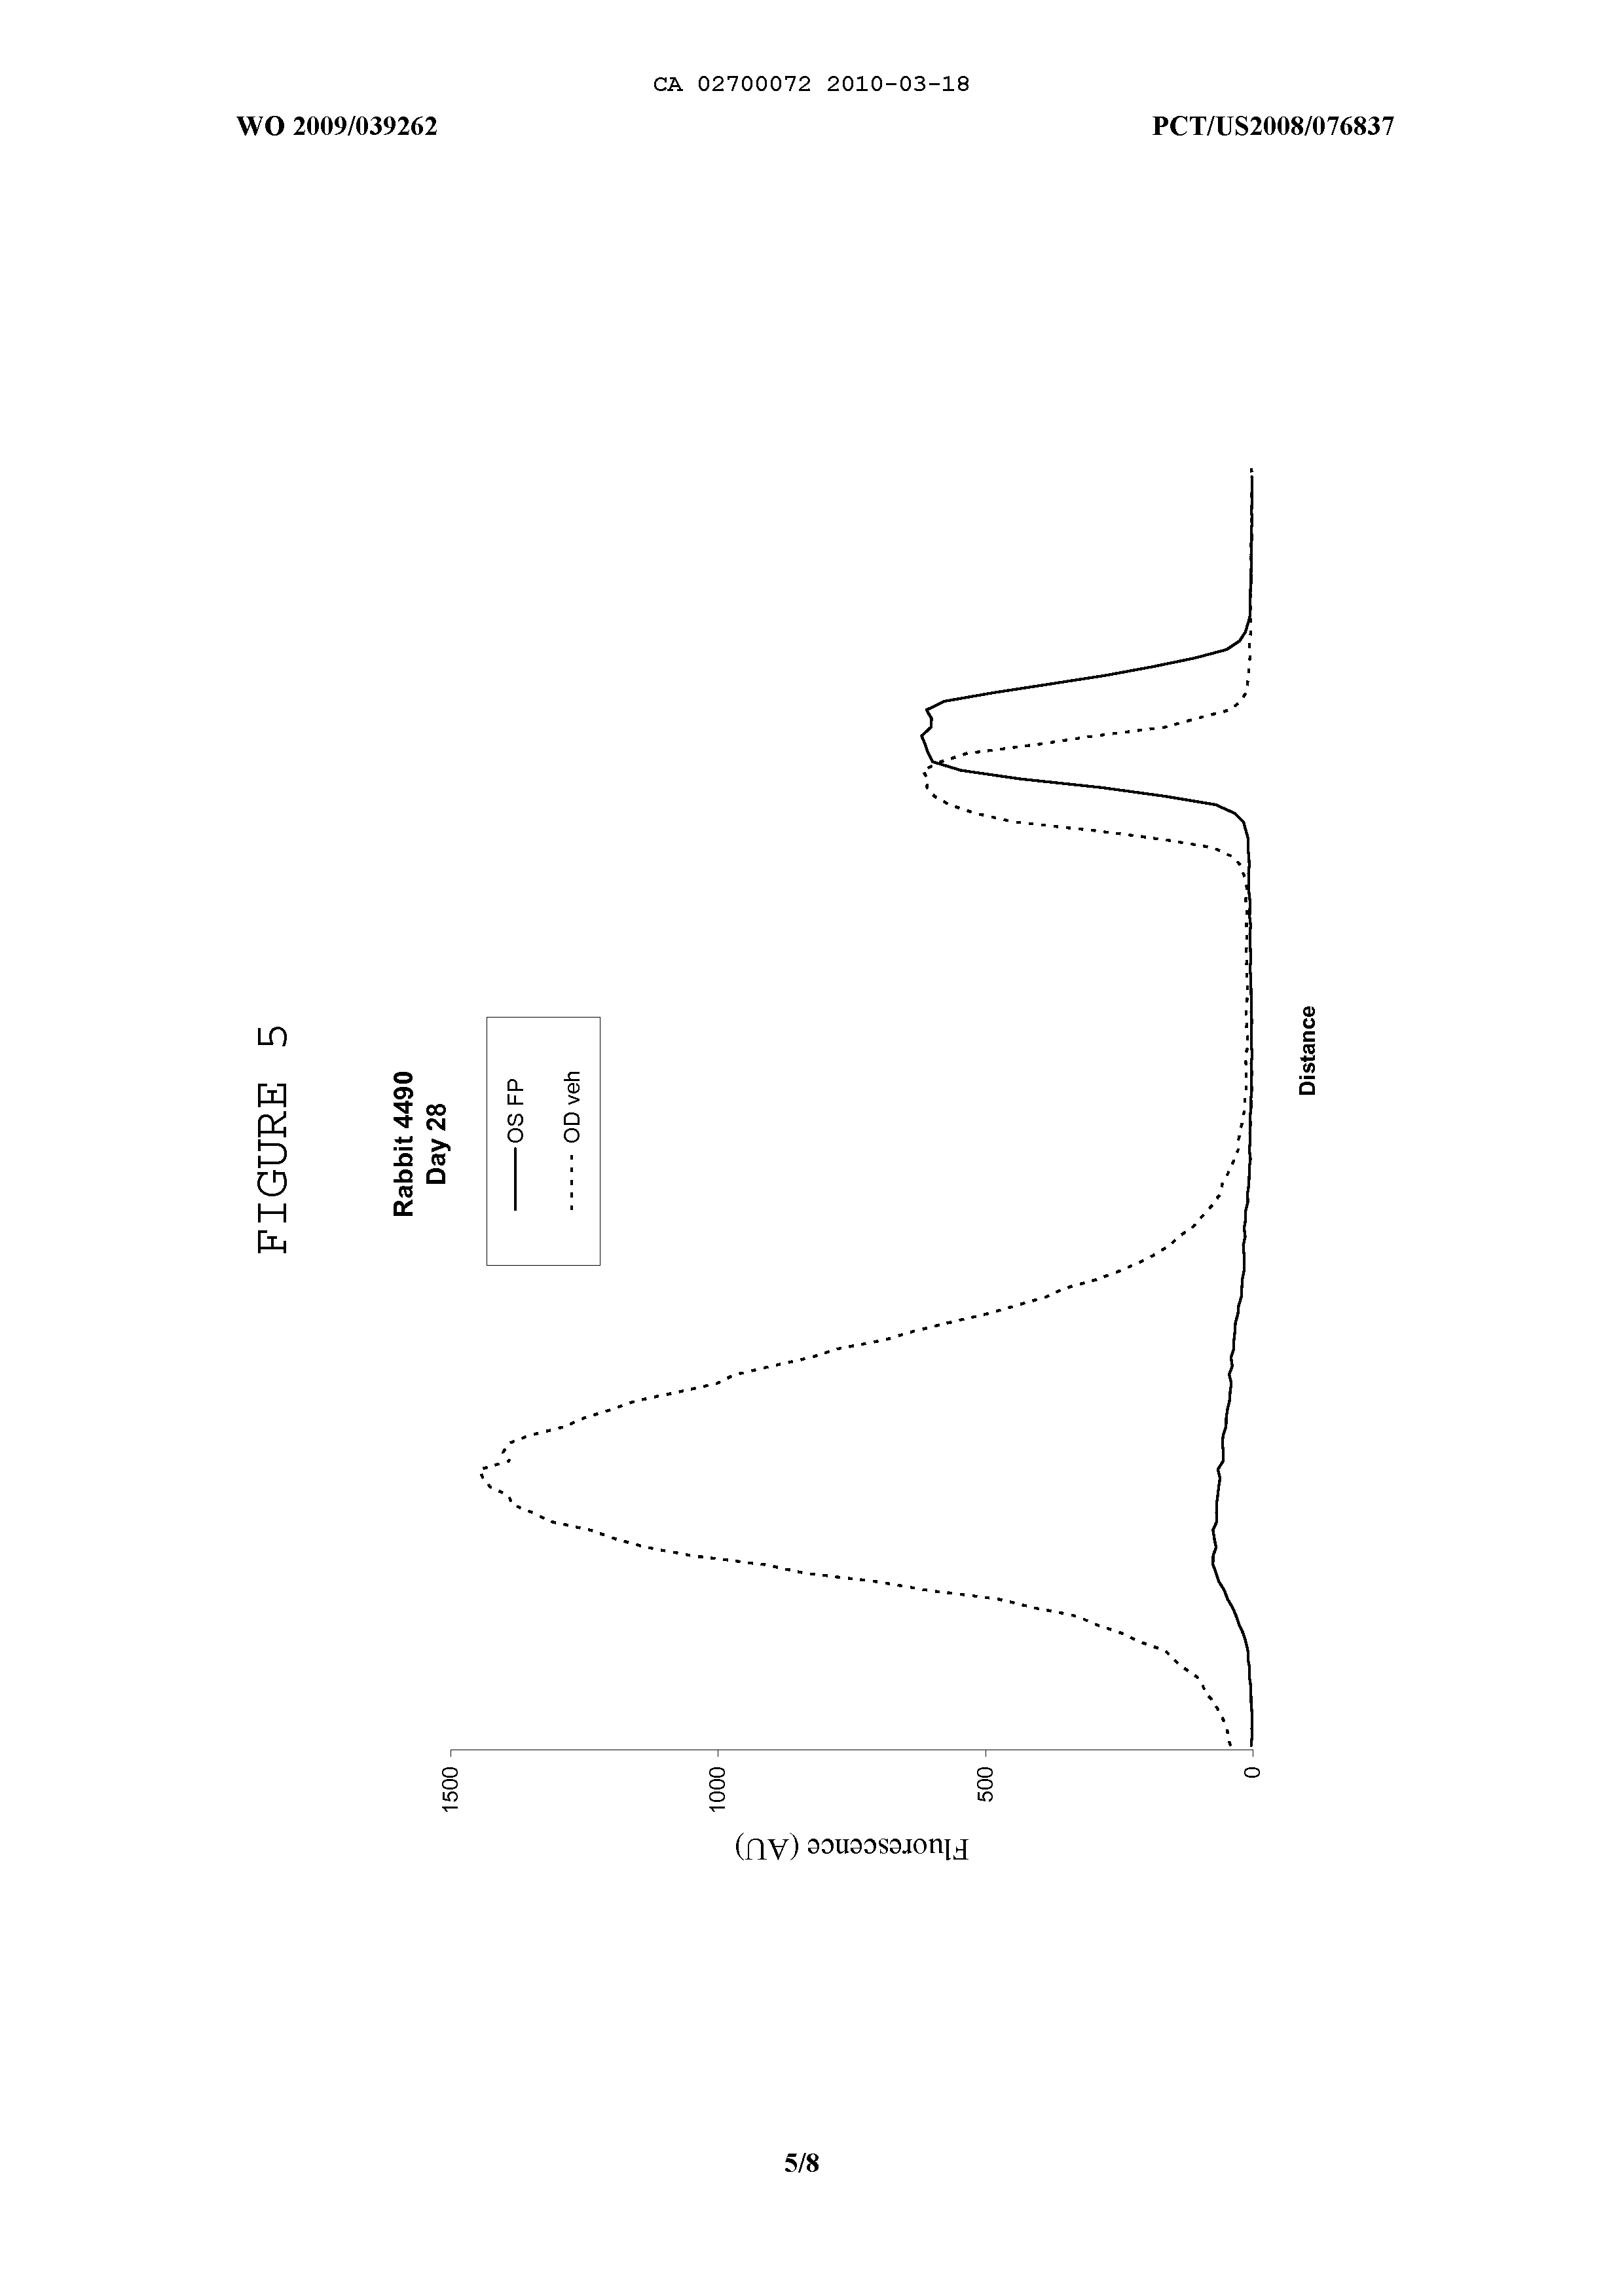 CA 02700072 2010-03-18
WO 2009/039262
PCT/US2008/076837
FIGURE 5
Rabbit 4490
Day 28
OS FP
OD veh
1500
1000
500
0
Fluorescence (AU)
Distance
5/8